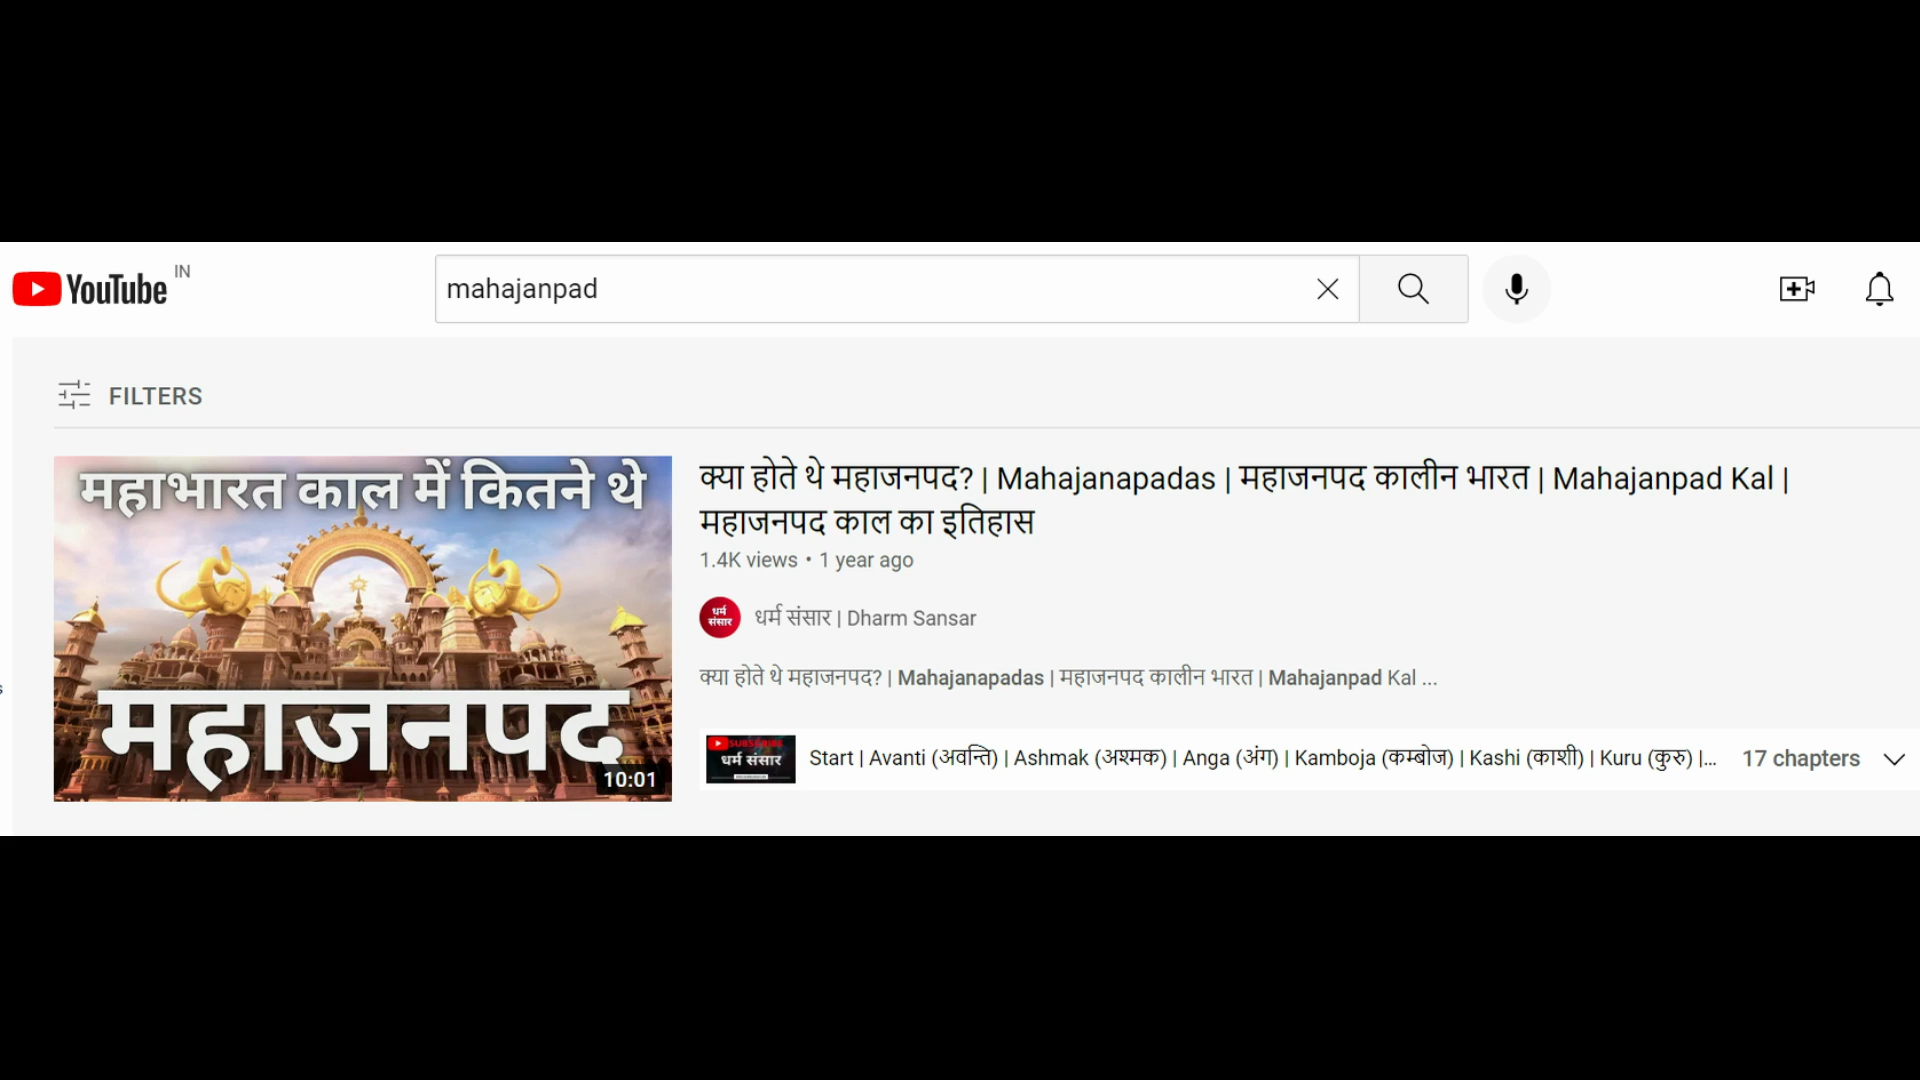 YouTube IN
mahajanpad
FILTERS
महाभारत काल में कितने थे
महाजनपद
10:01
क्या होते थे महाजनपद? | Mahajanapadas | महाजनपद कालीन भारत | Mahajanpad Kal |
महाजनपद काल का इतिहास
1.4K views • 1 year ago
धर्म
संसार
धर्म संसार | Dharm Sansar
क्या होते थे महाजनपद? | Mahajanapadas | महाजनपद कालीन भारत | Mahajanpad Kal ...
SUBSCRIBE
धर्म संसार
Start | Avanti (अवन्ति) | Ashmak (अश्मक) | Anga (अंग) | Kamboja (कम्बोज) | Kashi (काशी) | Kuru (कुरु) |...
17 chapters